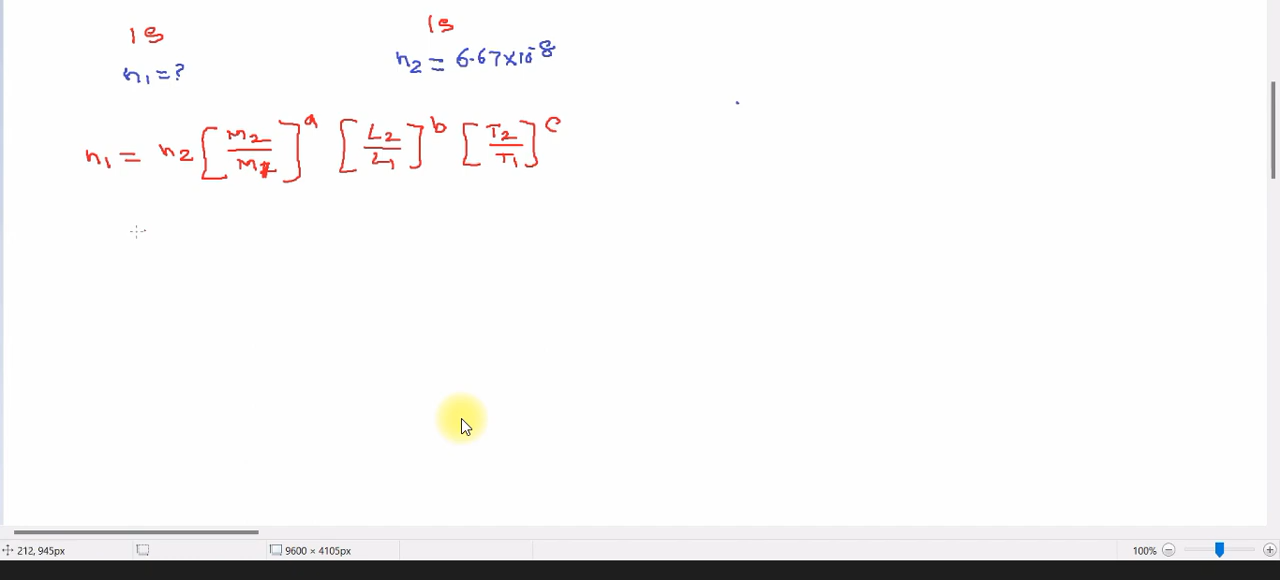 1s 1s
n₁ = ? n₂ = 6.67×10⁻⁸
n₁ = n₂ [M₂/M₁]ᵃ [L₂/L₁]ᵇ [T₂/T₁]ᶜ
212, 945px 9600 × 4105px 100%